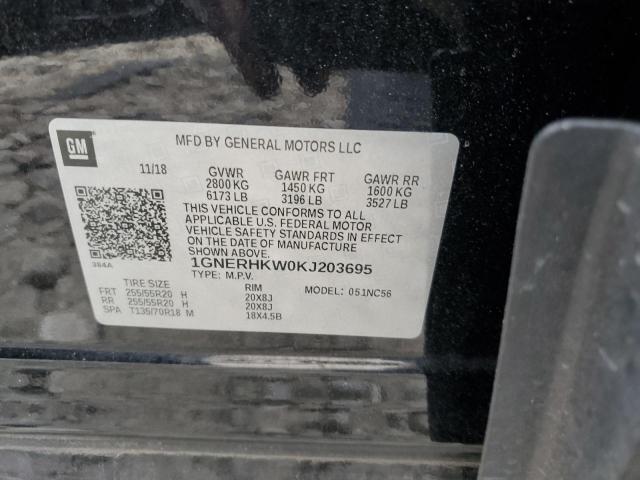 GM
MFD BY GENERAL MOTORS LLC
11/18 GVWR GAWR FRT GAWR RR
2800 KG 1450 KG 1600 KG
6173 LB 3196 LB 3527 LB
THIS VEHICLE CONFORMS TO ALL
APPLICABLE U.S. FEDERAL MOTOR
VEHICLE SAFETY STANDARDS IN EFFECT
ON THE DATE OF MANUFACTURE
SHOWN ABOVE.
384A 1GNERHKW0KJ203695
TYPE: M.P.V.
TIRE SIZE RIM MODEL: 051NC56
FRT 255/55R20 H 20X8J
RR 255/55R20 H 20X8J
SPA T135/70R18 M 18X4.5B